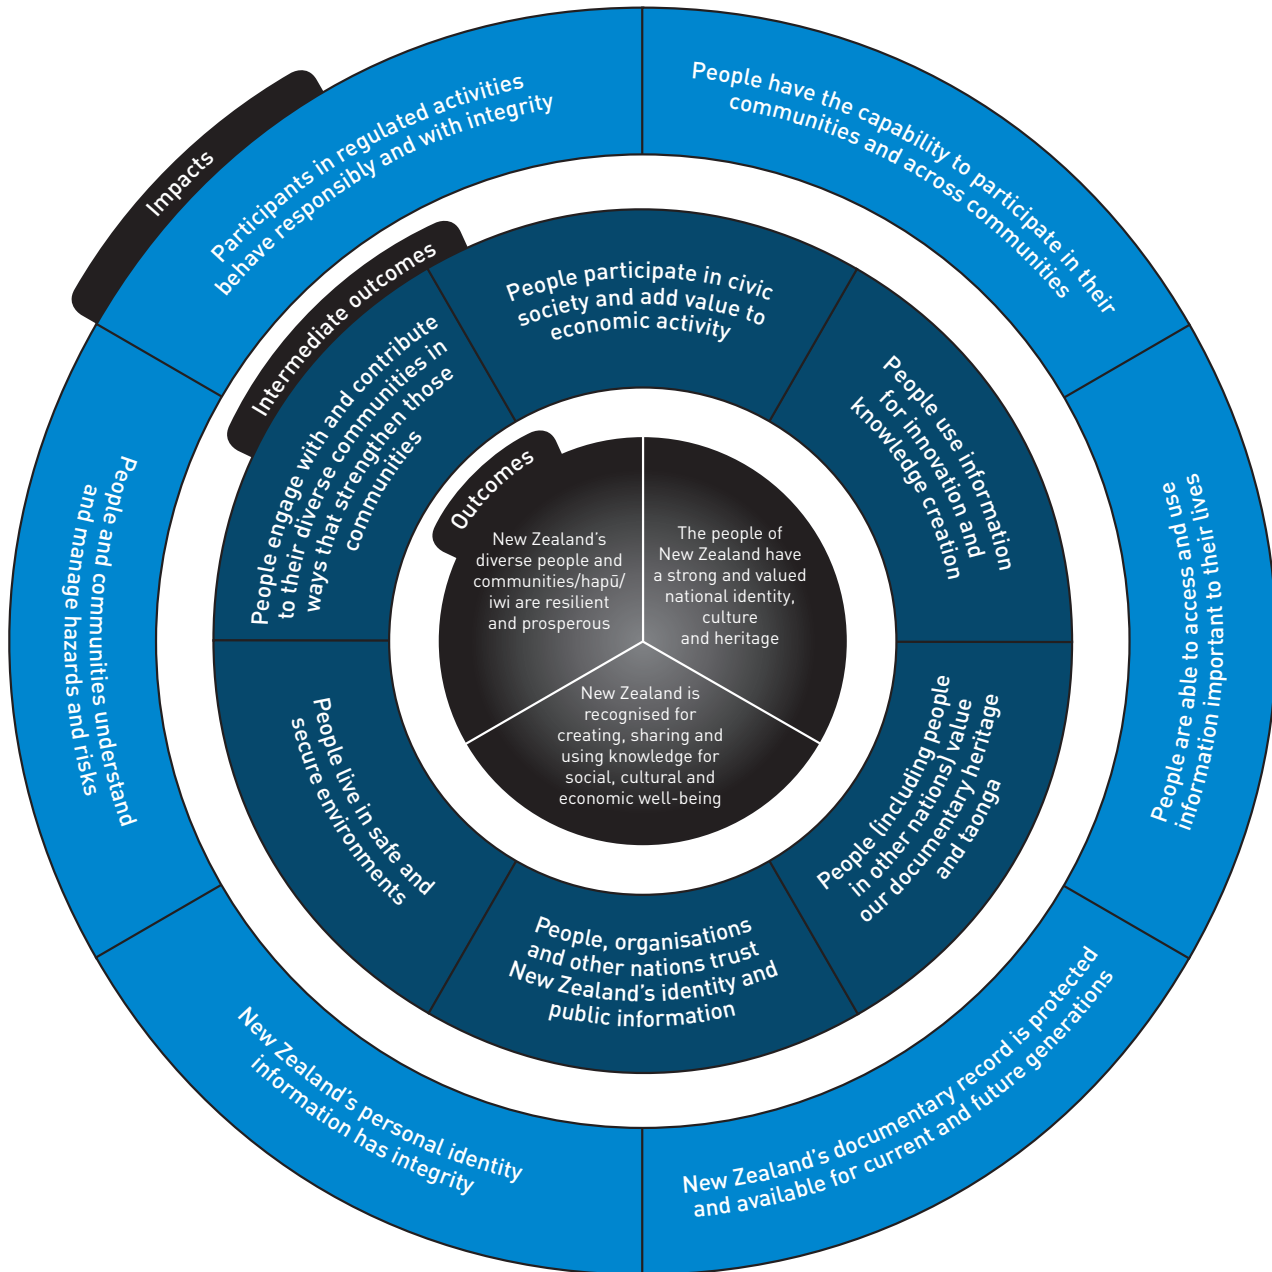 Impacts
Participants in regulated activities
behave responsibly and with integrity
People have the capability to participate in their
communities and across communities
People are able to access and use
information important to their lives
New Zealand's documentary record is protected
and available for current and future generations
New Zealand's personal identity
information has integrity
People and communities understand
and manage hazards and risks
Intermediate outcomes
People engage with and contribute
to their diverse communities in
ways that strengthen those
communities
People participate in civic
society and add value to
economic activity
People use information
for innovation and
knowledge creation
People (including people
in other nations) value
our documentary heritage
and taonga
People, organisations
and other nations trust
New Zealand's identity and
public information
People live in safe and
secure environments
Outcomes
New Zealand's
diverse people and
communities/hapū/
iwi are resilient
and prosperous
The people of
New Zealand have
a strong and valued
national identity,
culture
and heritage
New Zealand is
recognised for
creating, sharing and
using knowledge for
social, cultural and
economic well-being